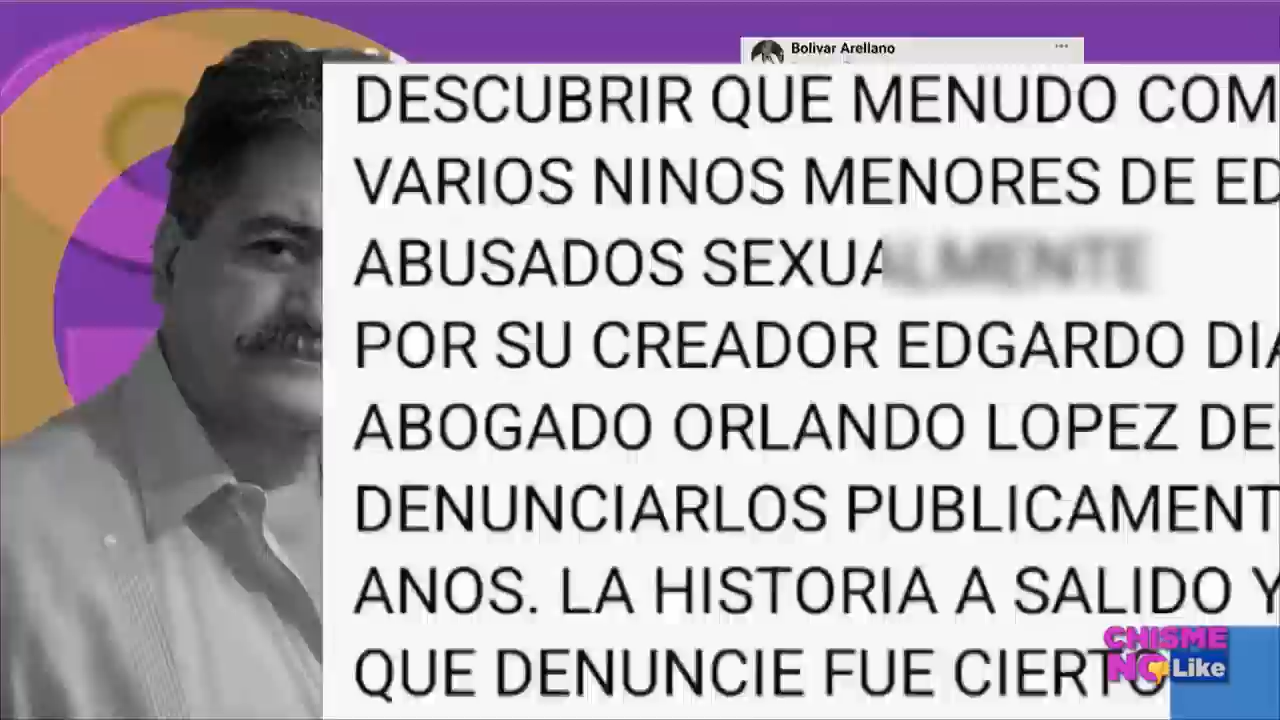 Bolivar Arellano
DESCUBRIR QUE MENUDO COM
VARIOS NINOS MENORES DE ED
ABUSADOS SEXUALMENTE
POR SU CREADOR EDGARDO DIA
ABOGADO ORLANDO LOPEZ DE
DENUNCIARLOS PUBLICAMENT
ANOS. LA HISTORIA A SALIDO Y
QUE DENUNCIE FUE CIERTO
CHISME
NO Like